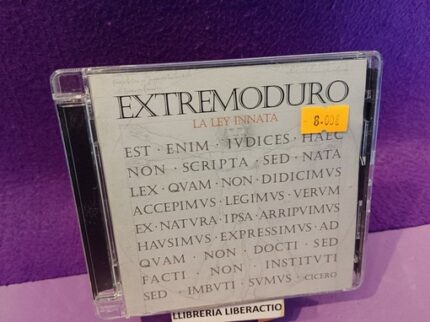 EXTREMODURO
LA LEY INNATA
8.00€
EST · ENIM · IVDICES · HAEC
NON · SCRIPTA · SED · NATA
LEX · QVAM · NON · DIDICIMVS
ACCEPIMVS · LEGIMVS · VERVM
EX · NATVRA · IPSA · ARRIPVIMVS
HAVSIMVS · EXPRESSIMVS · AD
QVAM · NON · DOCTI · SED
FACTI · NON · INSTITVTI
SED · IMBVTI · SVMVS · CICERO
LLIBRERIA LIBERACTIO